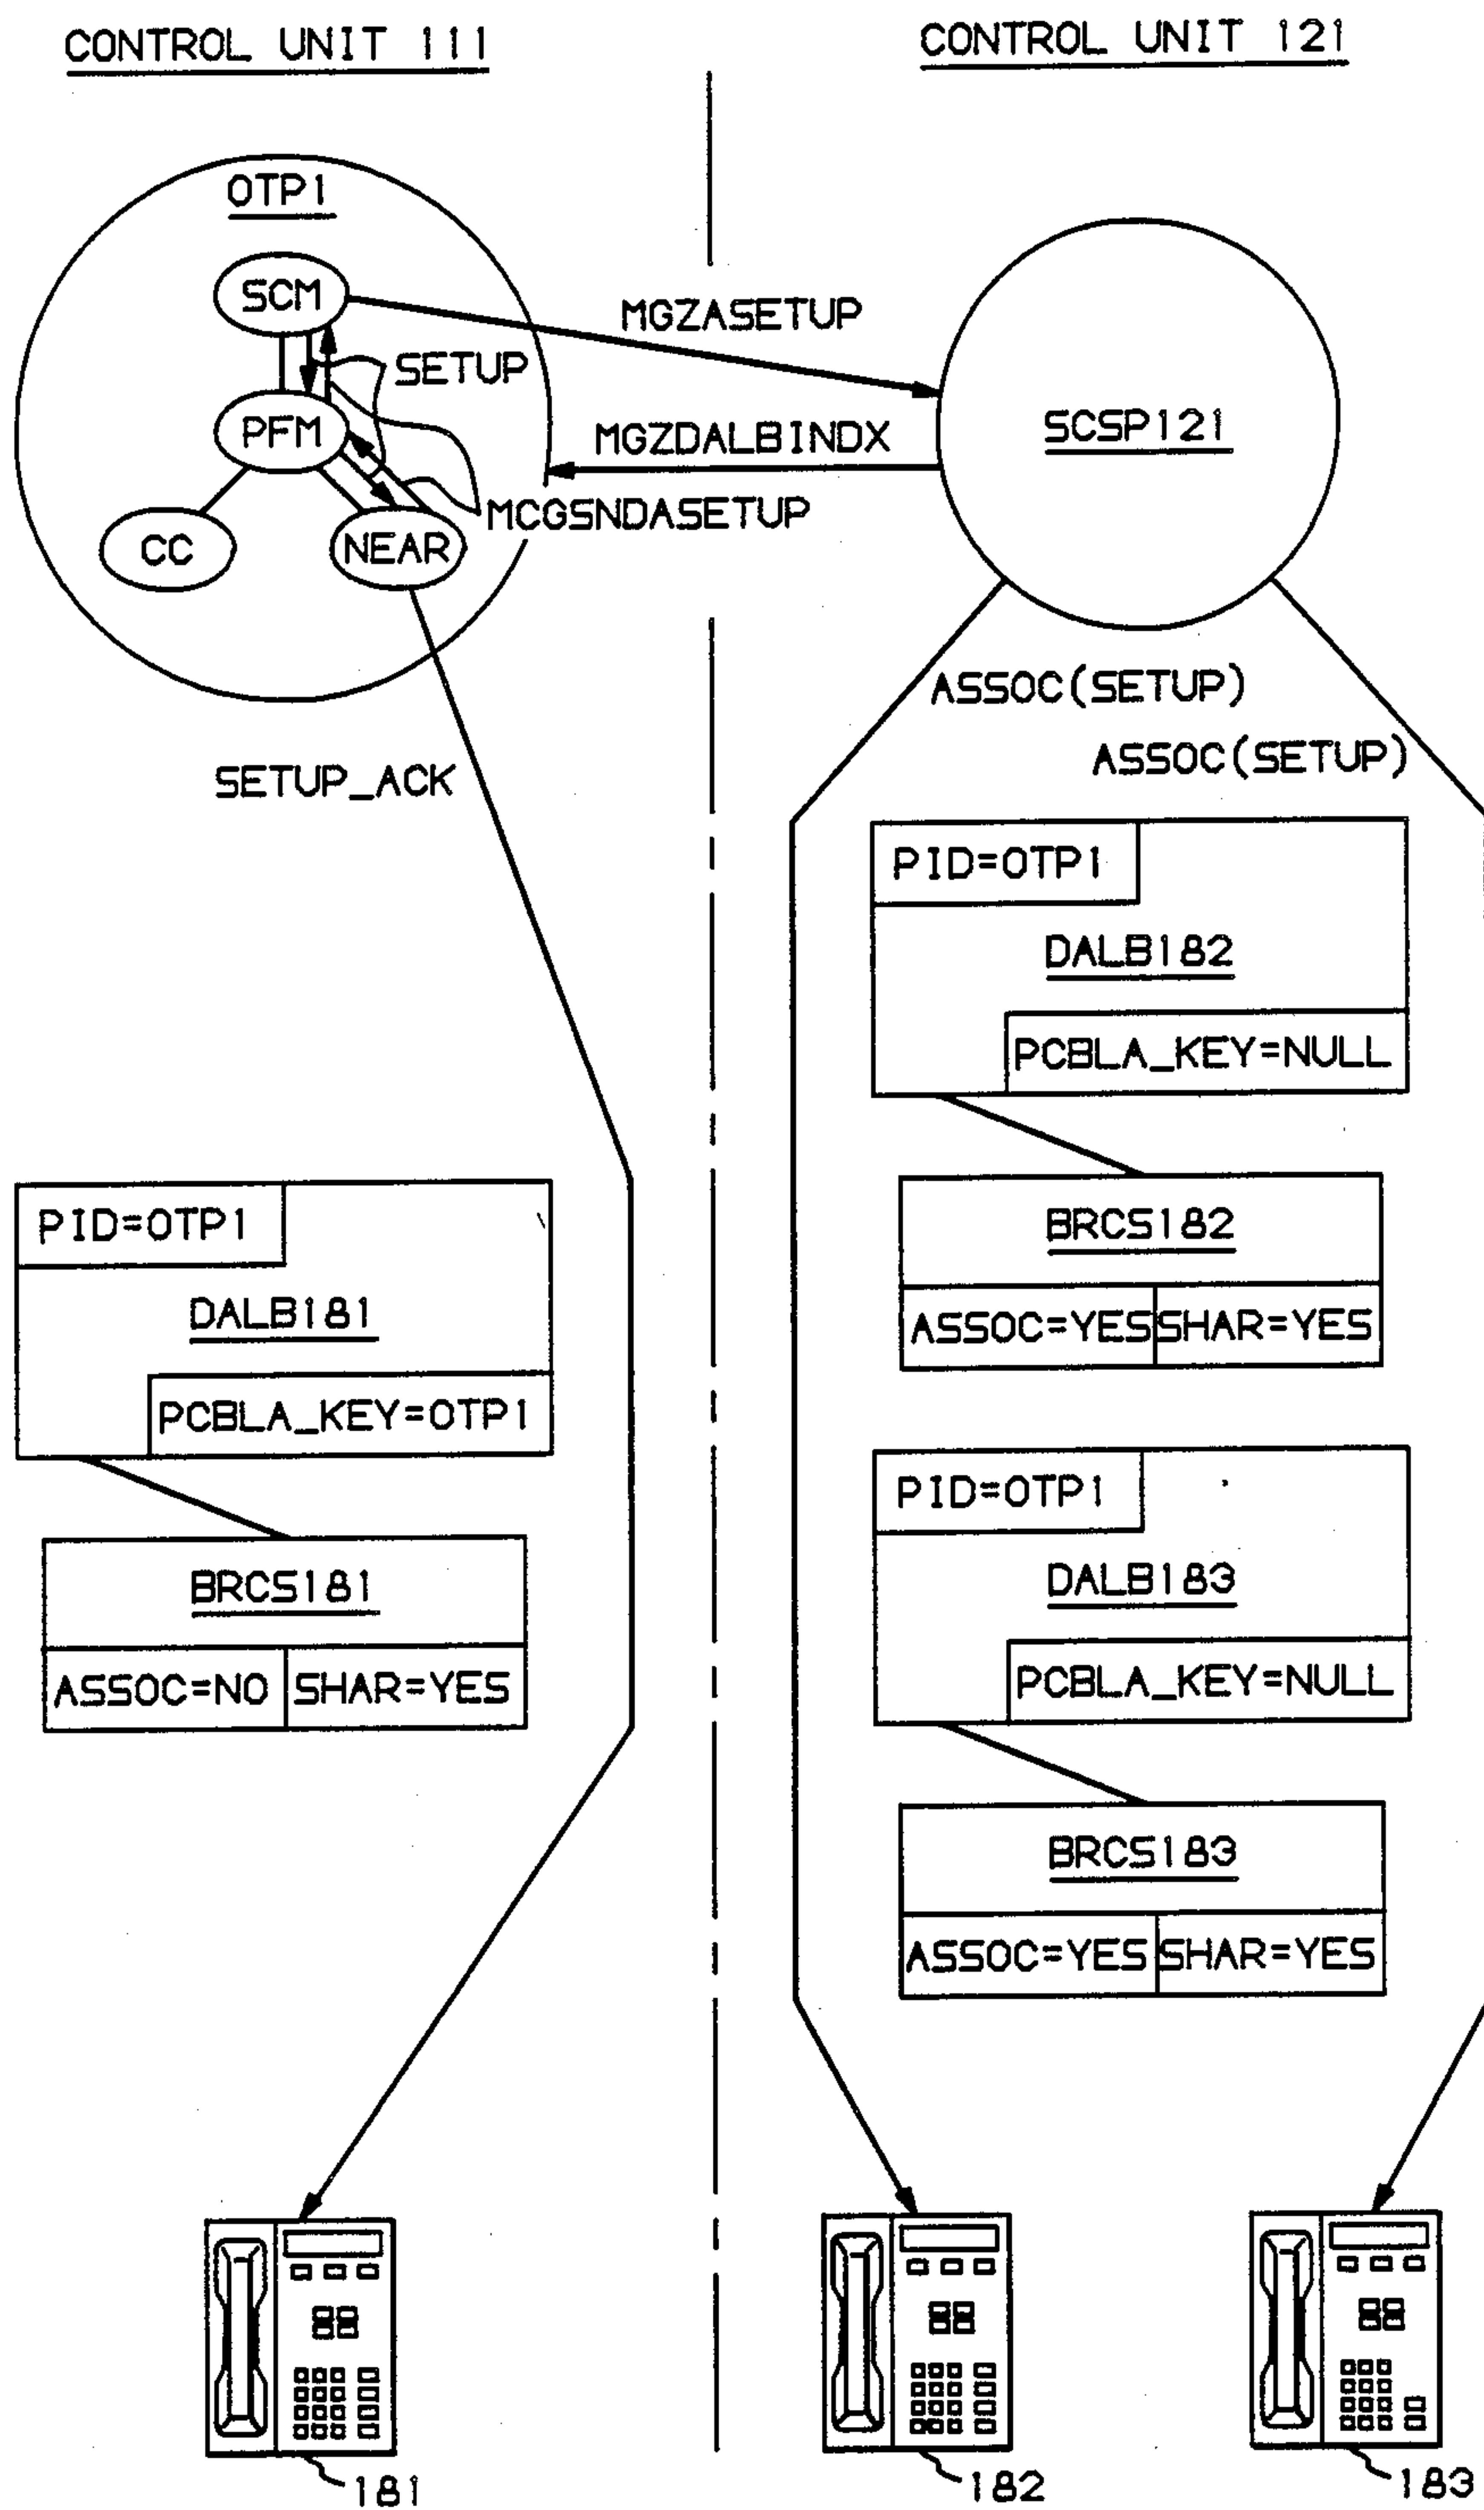 CONTROL UNIT 111
CONTROL UNIT 121
OTP1
SCM
MGZASETUP
SETUP
PFM
MGZDALBINDX
SCSP121
MCGSNDASETUP
CC
NEAR
ASSOC(SETUP)
SETUP_ACK
ASSOC(SETUP)
PID=OTP1
DALB182
PCBLA_KEY=NULL
PID=OTP1
BRCS182
DALB181
ASSOC=YES
SHAR=YES
PCBLA_KEY=OTP1
PID=OTP1
BRCS181
DALB183
ASSOC=NO
SHAR=YES
PCBLA_KEY=NULL
BRCS183
ASSOC=YES
SHAR=YES
181
182
183